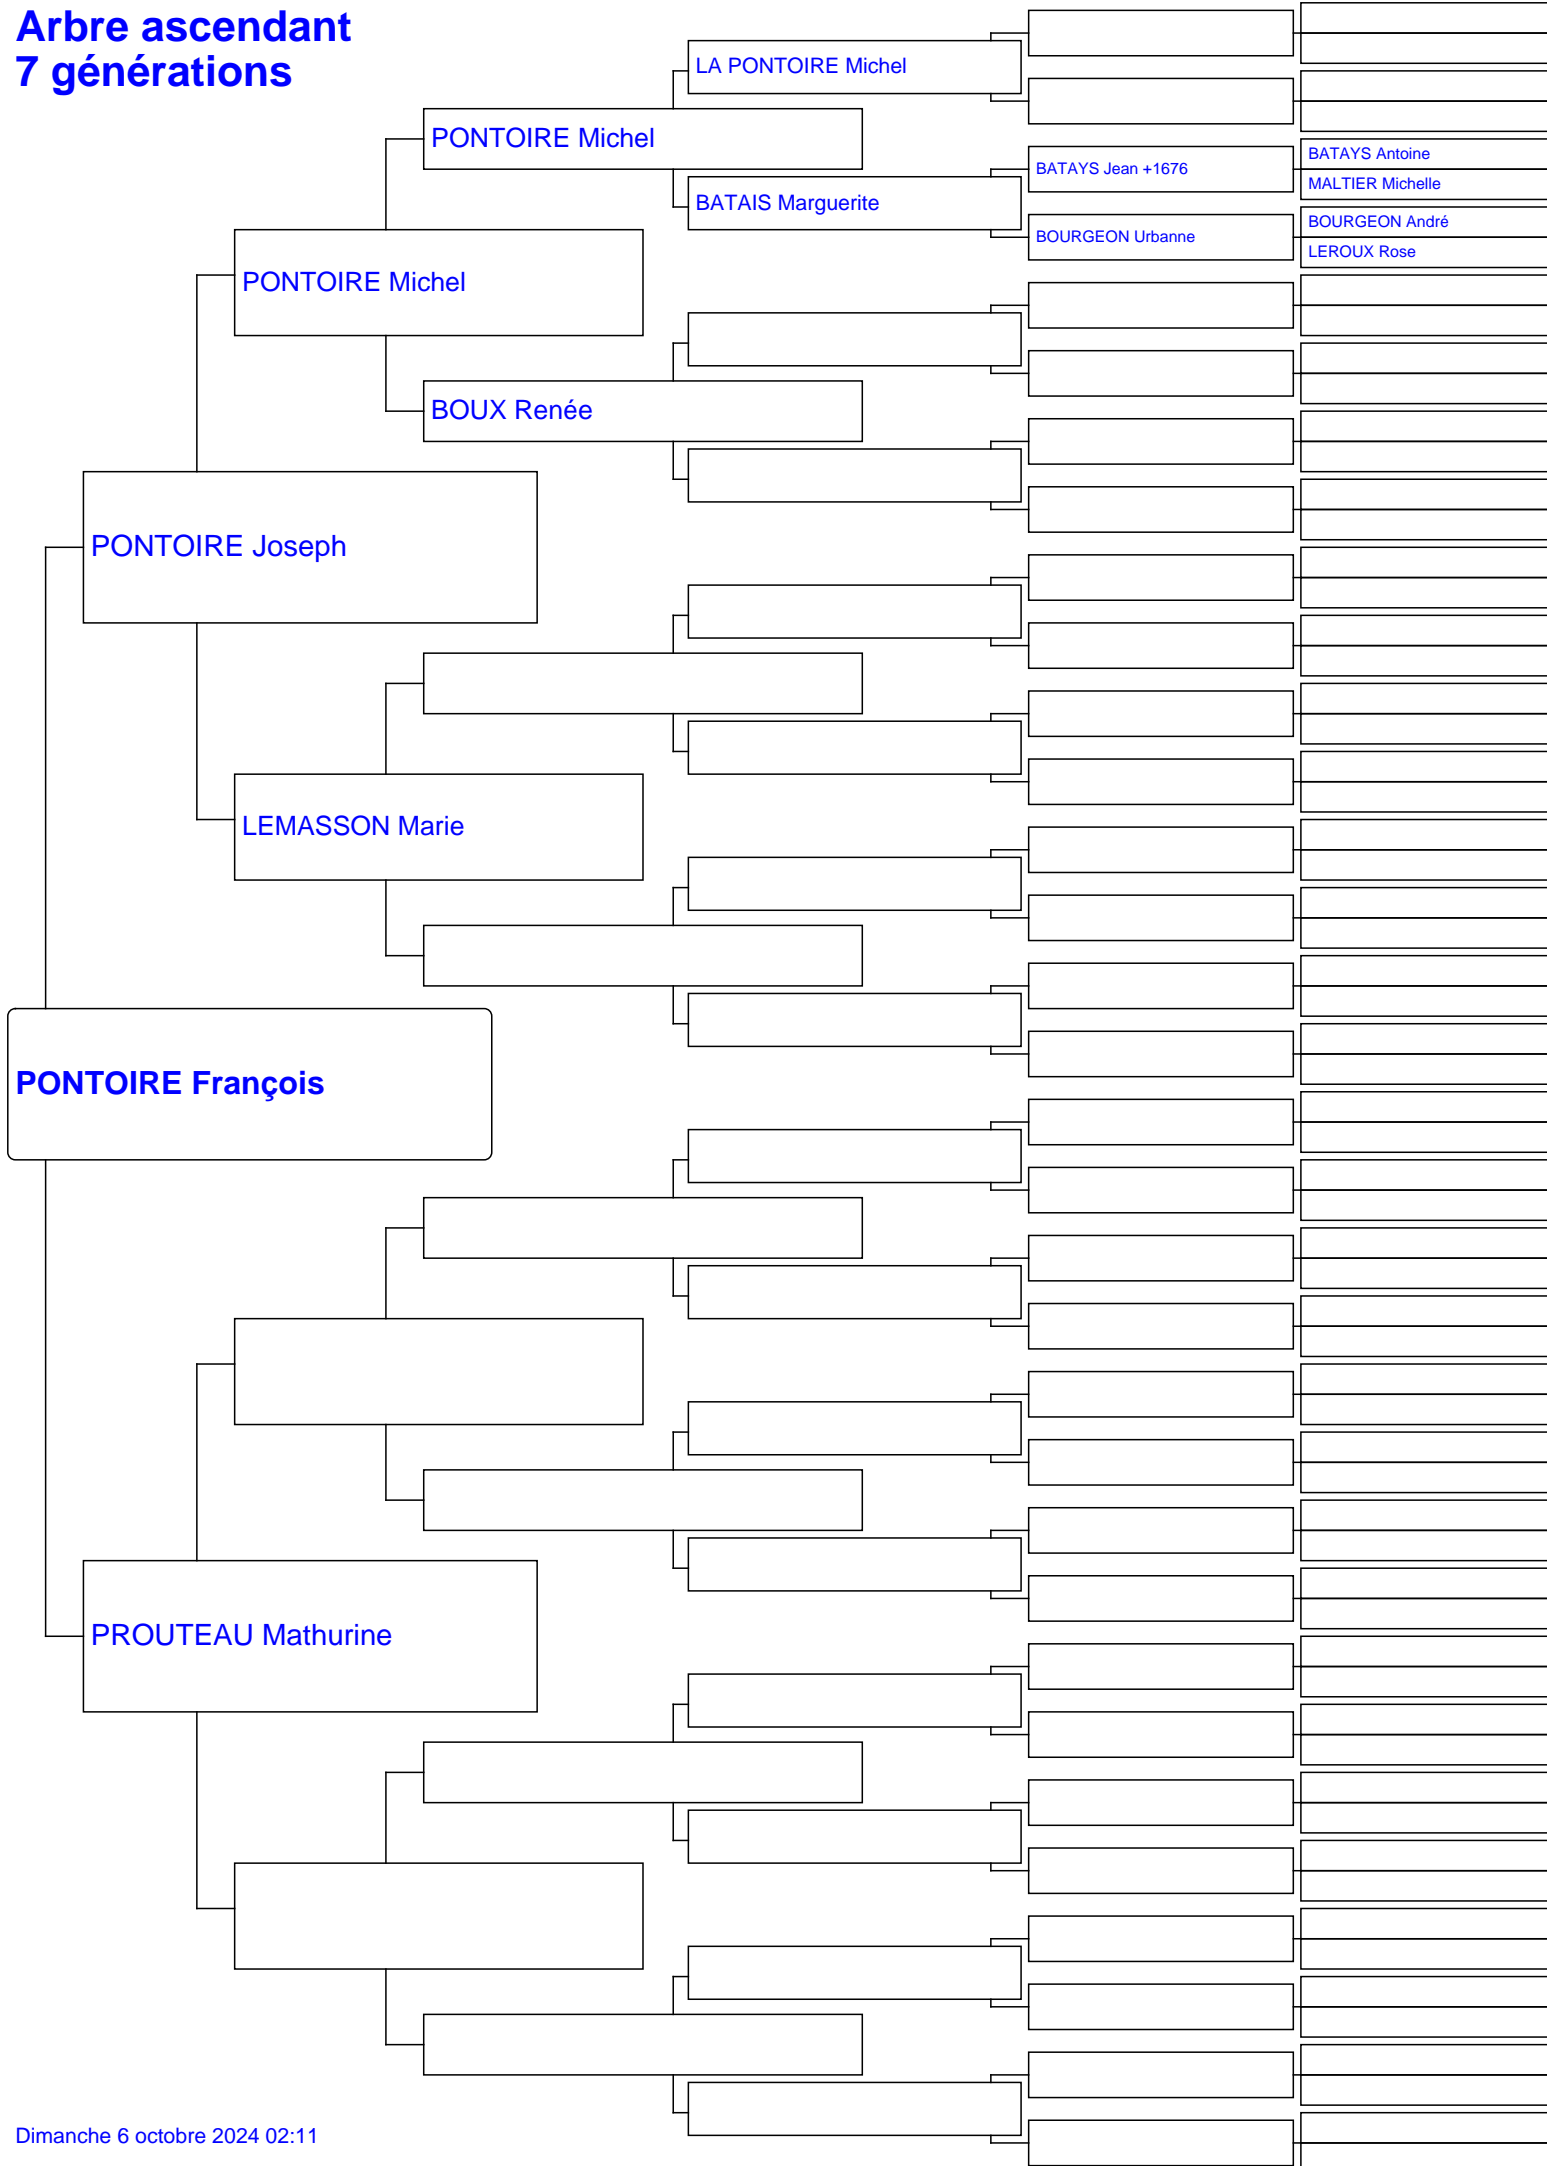 Arbre ascendant
7 générations
LA PONTOIRE Michel
PONTOIRE Michel
BATAYS Antoine
BATAYS Jean +1676
MALTIER Michelle
BATAIS Marguerite
BOURGEON André
BOURGEON Urbanne
LEROUX Rose
PONTOIRE Michel
BOUX Renée
PONTOIRE Joseph
LEMASSON Marie
PONTOIRE François
PROUTEAU Mathurine
Dimanche 6 octobre 2024 02:11